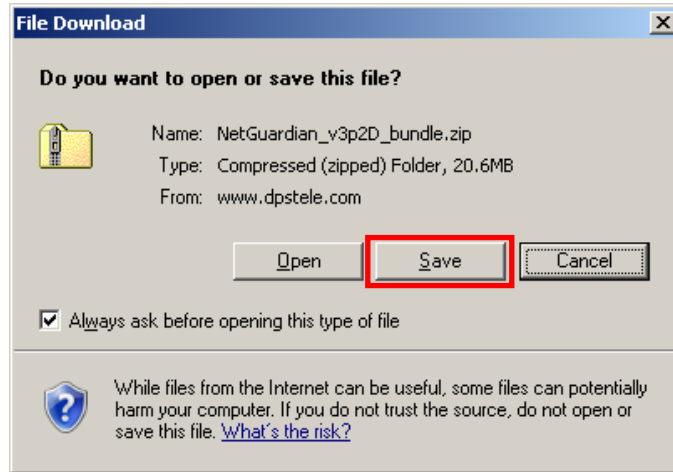 File Download
Do you want to open or save this file?
Name: NetGuardian_v3p2D_bundle.zip
Type: Compressed (zipped) Folder, 20.6MB
From: www.dpstele.com
Open Save Cancel
Always ask before opening this type of file
While files from the Internet can be useful, some files can potentially
harm your computer. If you do not trust the source, do not open or
save this file. What's the risk?